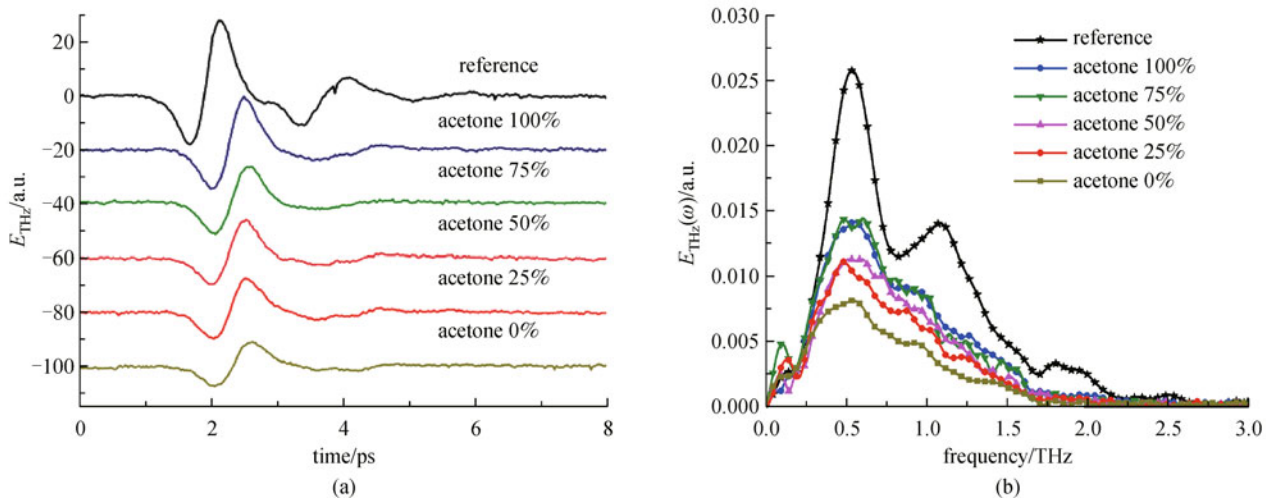 20
0
−20
−40
−60
−80
−100
E_THz/a.u.
reference
acetone 100%
acetone 75%
acetone 50%
acetone 25%
acetone 0%
0 2 4 6 8
time/ps
(a)
0.030
0.025
0.020
0.015
0.010
0.005
0.000
E_THz(ω)/a.u.
reference
acetone 100%
acetone 75%
acetone 50%
acetone 25%
acetone 0%
0.0 0.5 1.0 1.5 2.0 2.5 3.0
frequency/THz
(b)